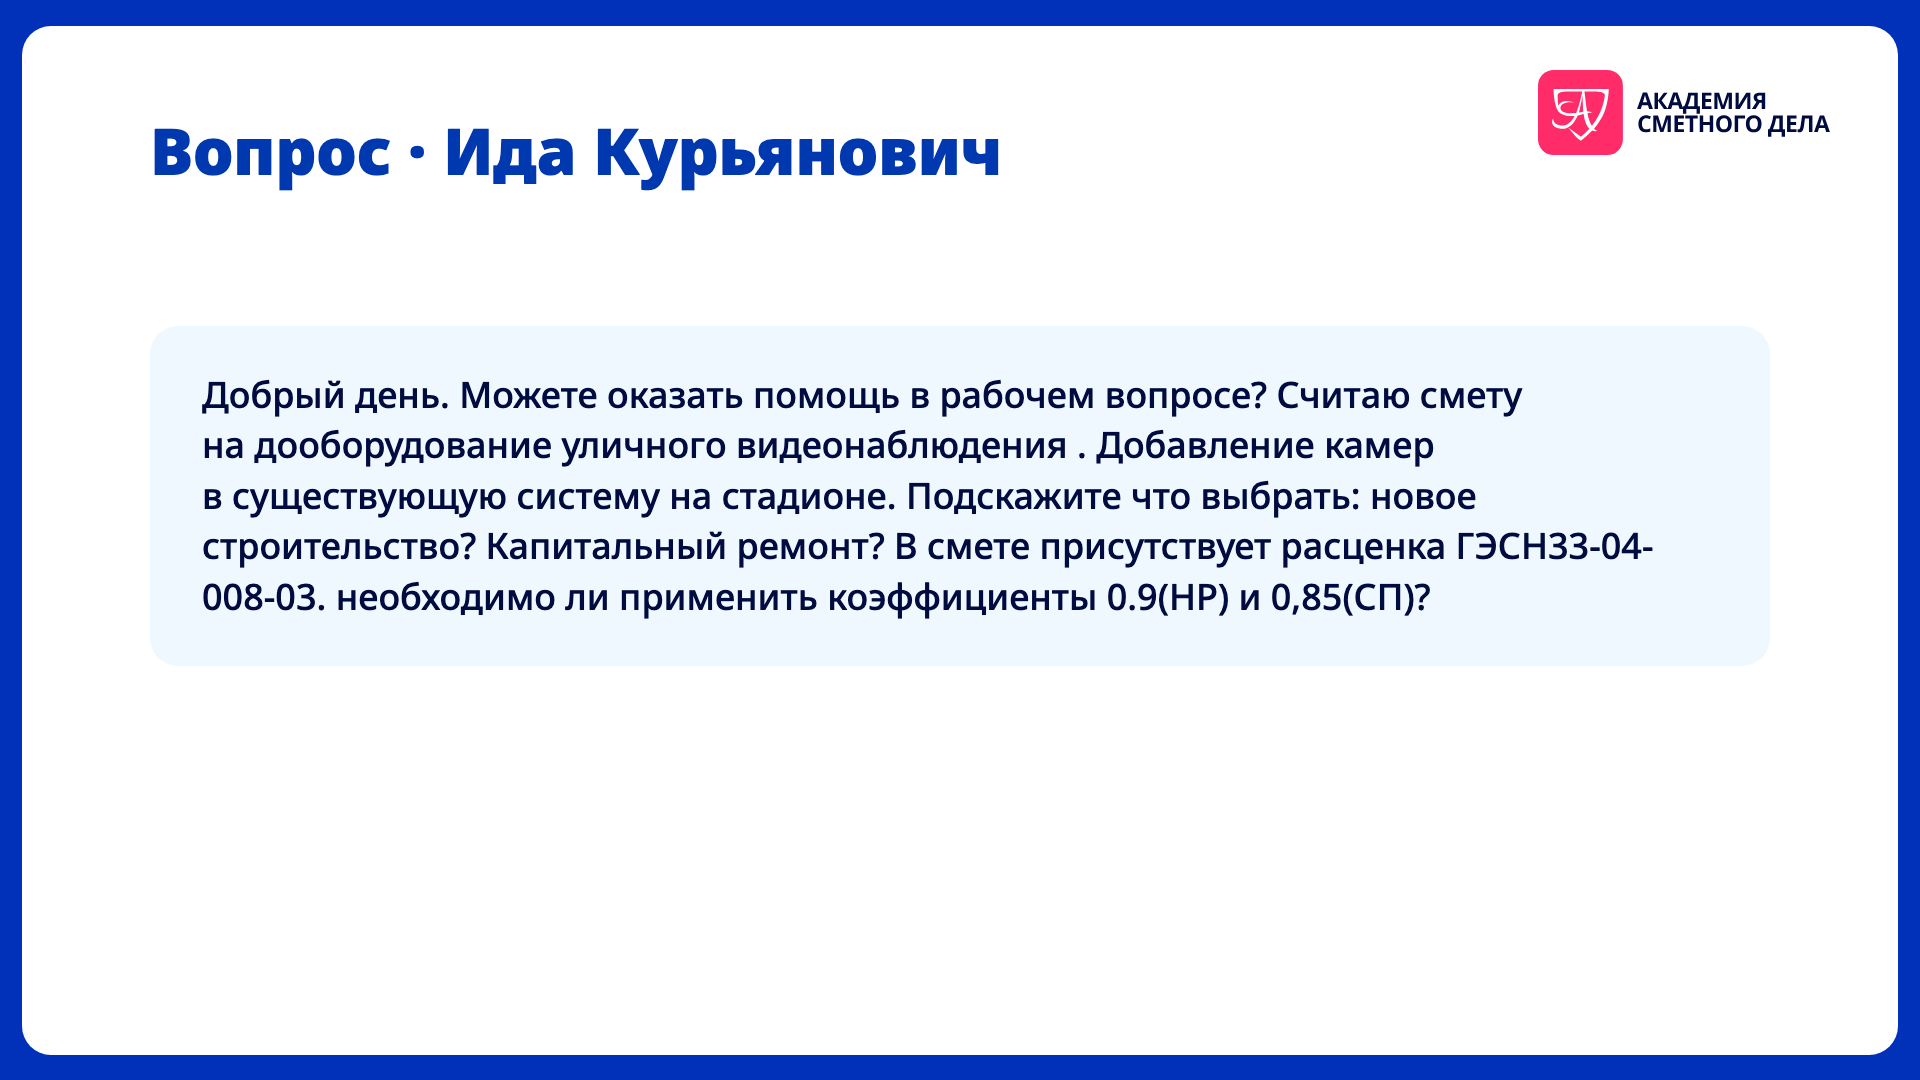 АКАДЕМИЯ
СМЕТНОГО ДЕЛА
Вопрос · Ида Курьянович
Добрый день. Можете оказать помощь в рабочем вопросе? Считаю смету
на дооборудование уличного видеонаблюдения . Добавление камер
в существующую систему на стадионе. Подскажите что выбрать: новое
строительство? Капитальный ремонт? В смете присутствует расценка ГЭСН33-04-
008-03. необходимо ли применить коэффициенты 0.9(НР) и 0,85(СП)?